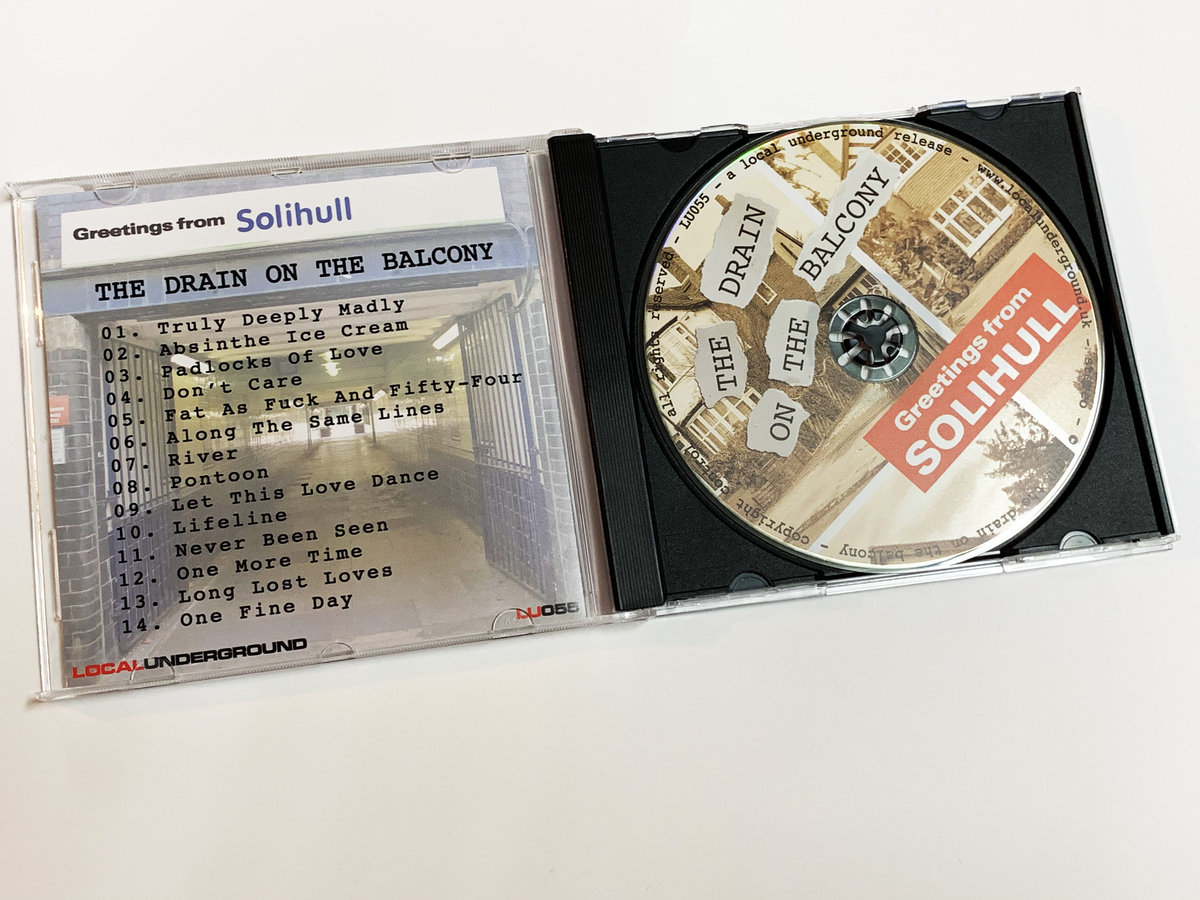 Greetings from Solihull
THE DRAIN ON THE BALCONY
01. Truly Deeply Madly
02. Absinthe Ice Cream
03. Padlocks Of Love
04. Don't Care
05. Fat As Fuck And Fifty-Four
06. Along The Same Lines
07. River
08. Pontoon
09. Let This Love Dance
10. Lifeline
11. Never Been Seen
12. One More Time
13. Long Lost Loves
14. One Fine Day
LOCALUNDERGROUND
LU055
THE
DRAIN
ON
THE
BALCONY
Greetings from
SOLIHULL
all rights reserved - LU055 - a local underground release - www.localunderground.uk
the drain on the balcony - copyright